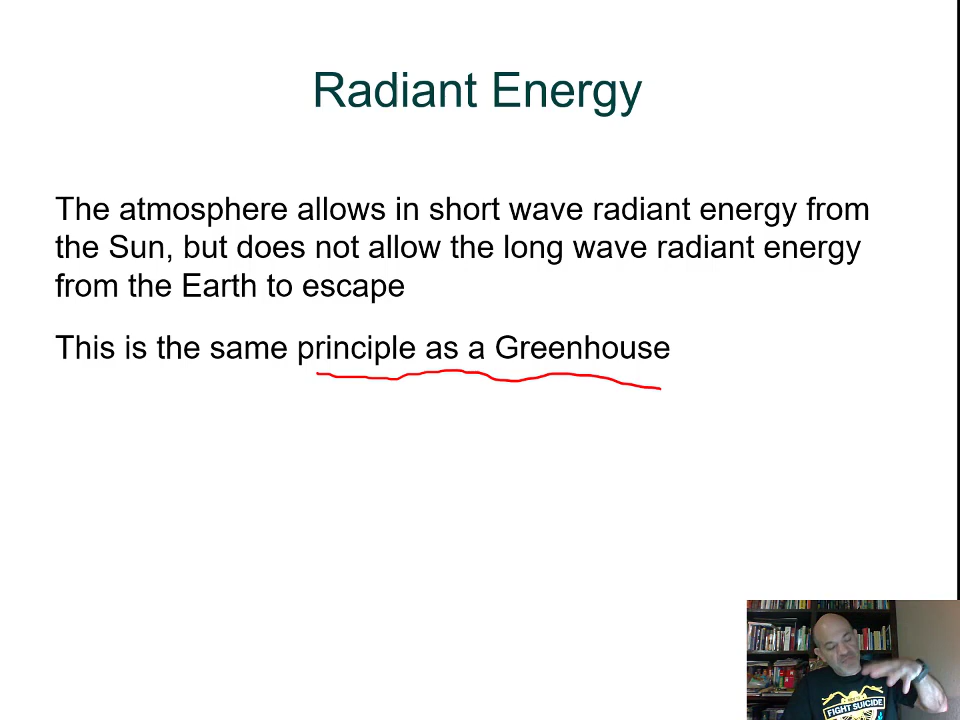 Radiant Energy
The atmosphere allows in short wave radiant energy from
the Sun, but does not allow the long wave radiant energy
from the Earth to escape
This is the same principle as a Greenhouse
FIGHT SUICIDE